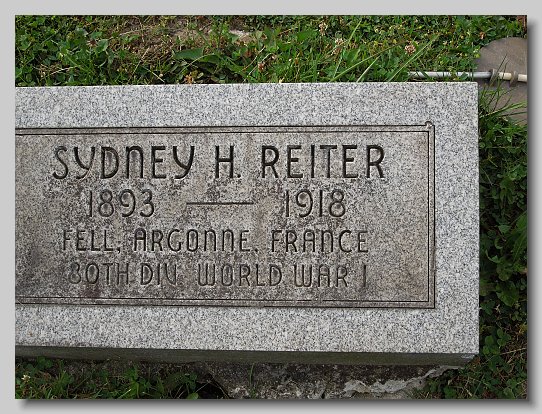 SYDNEY H. REITER
1893 — 1918
FELL, ARGONNE, FRANCE
80TH DIV. WORLD WAR I